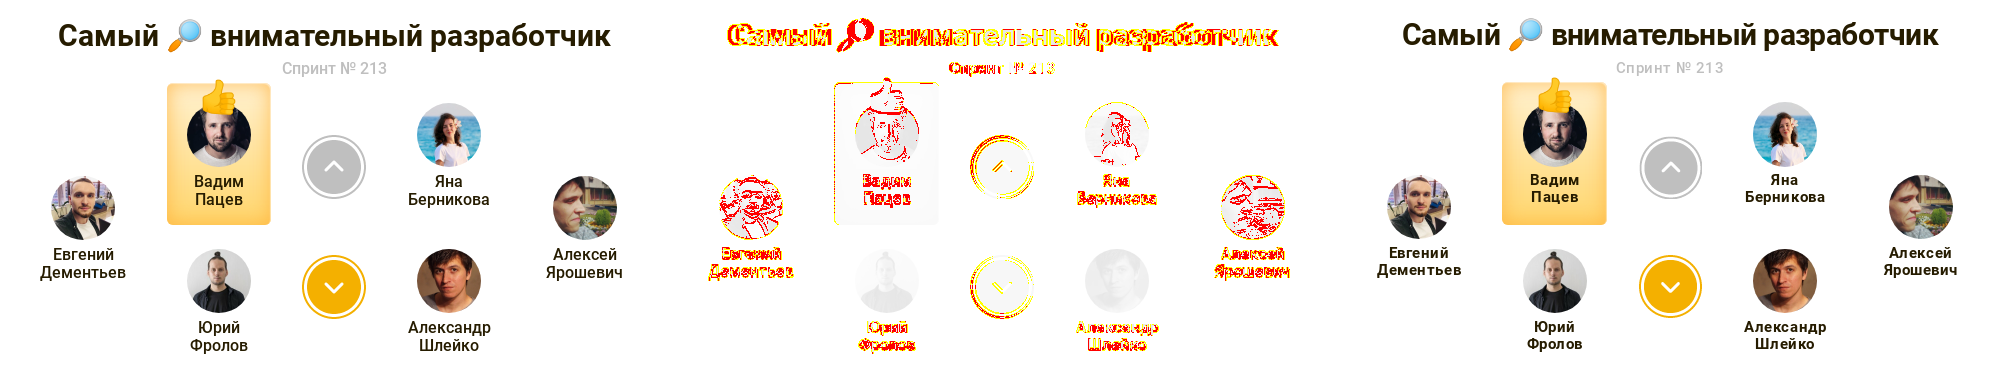 Самый внимательный разработчик
Спринт № 213
Вадим
Пацев
Яна
Берникова
Евгений
Дементьев
Алексей
Ярошевич
Юрий
Фролов
Александр
Шлейко
Самый внимательный разработчик
Спринт № 213
Вадим
Пацев
Яна
Берникова
Евгений
Дементьев
Алексей
Ярошевич
Юрий
Фролов
Александр
Шлейко
Самый внимательный разработчик
Спринт № 213
Вадим
Пацев
Яна
Берникова
Евгений
Дементьев
Алексей
Ярошевич
Юрий
Фролов
Александр
Шлейко